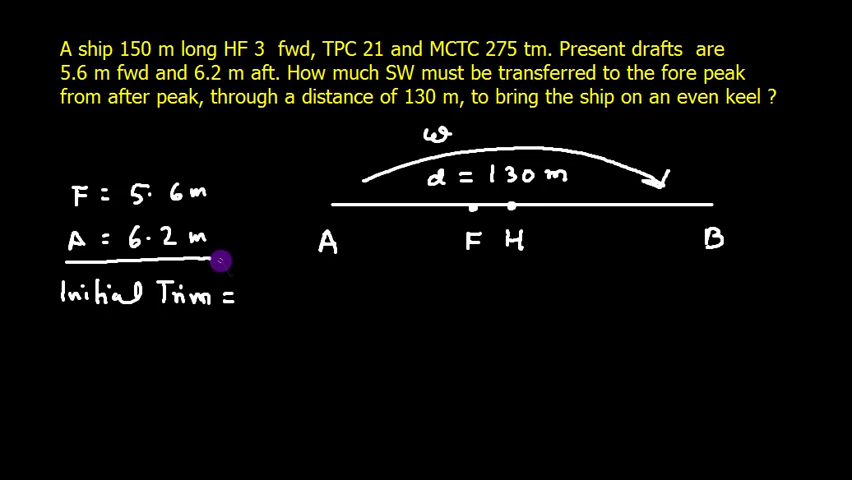 A ship 150 m long HF 3 fwd, TPC 21 and MCTC 275 tm. Present drafts are
5.6 m fwd and 6.2 m aft. How much SW must be transferred to the fore peak
from after peak, through a distance of 130 m, to bring the ship on an even keel ?
w
d = 130 m
F = 5.6 m
A = 6.2 m
A F H B
Initial Trim =